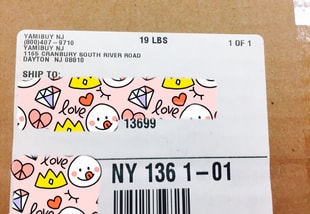 YAMIBUY NJ
(800)407-9710
YAMIBUY NJ
1165 CRANBURY SOUTH RIVER ROAD
DAYTON NJ 08810
19 LBS
1 OF 1
SHIP TO:
love
love
13699
love
NY 136 1-01